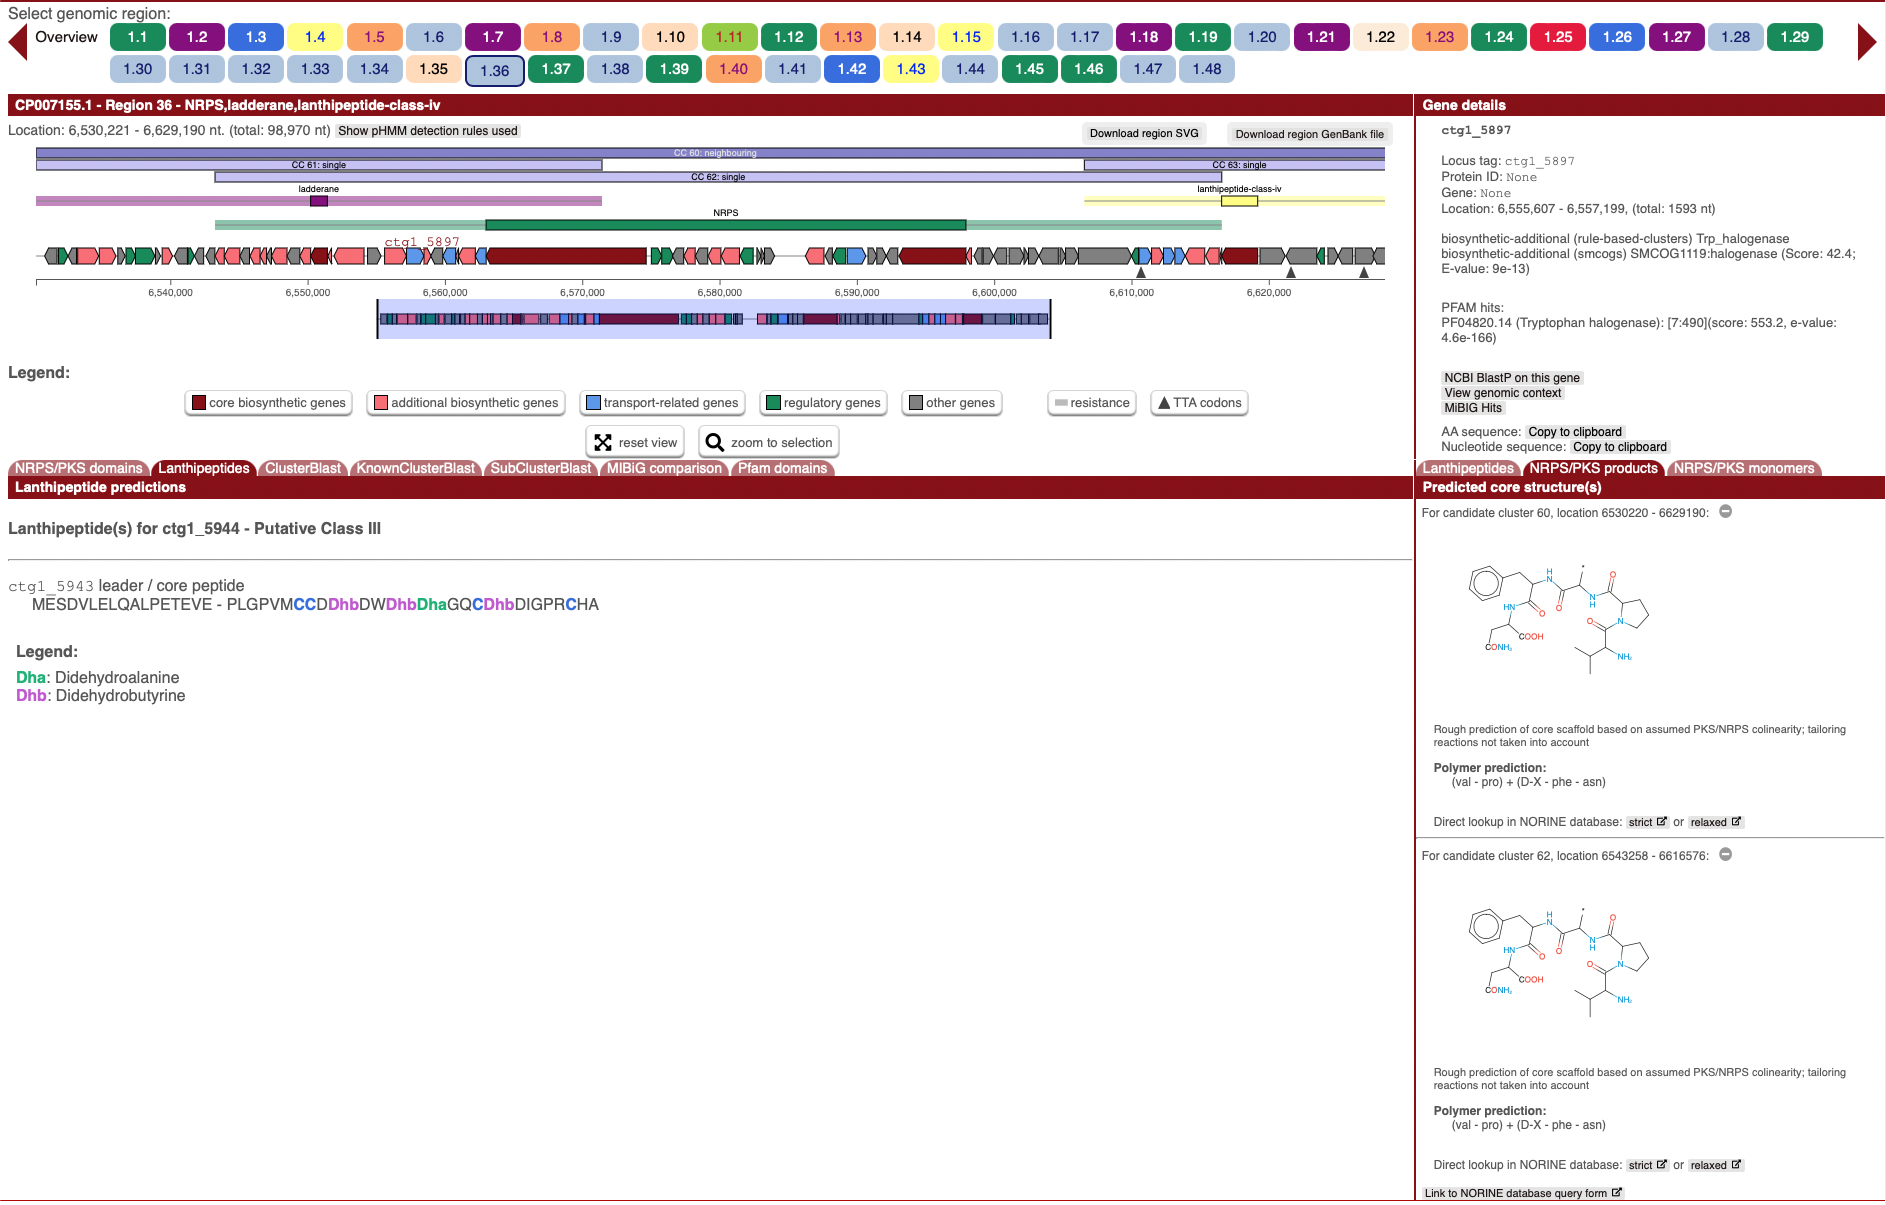 Select genomic region:
Overview 1.1 1.2 1.3 1.4 1.5 1.6 1.7 1.8 1.9 1.10 1.11 1.12 1.13 1.14 1.15 1.16 1.17 1.18 1.19 1.20 1.21 1.22 1.23 1.24 1.25 1.26 1.27 1.28 1.29
1.30 1.31 1.32 1.33 1.34 1.35 1.36 1.37 1.38 1.39 1.40 1.41 1.42 1.43 1.44 1.45 1.46 1.47 1.48
CP007155.1 - Region 36 - NRPS,ladderane,lanthipeptide-class-iv
Location: 6,530,221 - 6,629,190 nt. (total: 98,970 nt) Show pHMM detection rules used
Download region SVG Download region GenBank file
CC 60: neighbouring
CC 61: single CC 63: single
CC 62: single
ladderane lanthipeptide-class-iv
NRPS
ctg1_5897
6,540,000 6,550,000 6,560,000 6,570,000 6,580,000 6,590,000 6,600,000 6,610,000 6,620,000
Legend:
core biosynthetic genes additional biosynthetic genes transport-related genes regulatory genes other genes resistance TTA codons
reset view zoom to selection
NRPS/PKS domains Lanthipeptides ClusterBlast KnownClusterBlast SubClusterBlast MIBiG comparison Pfam domains
Lanthipeptide predictions
Lanthipeptide(s) for ctg1_5944 - Putative Class III
ctg1_5943 leader / core peptide
MESDVLELQALPETEVE - PLGPVMCCDDhbDWDhbDhaGQCDhbDIGPRCHA
Legend:
Dha: Didehydroalanine
Dhb: Didehydrobutyrine
Gene details
ctg1_5897
Locus tag: ctg1_5897
Protein ID: None
Gene: None
Location: 6,555,607 - 6,557,199, (total: 1593 nt)
biosynthetic-additional (rule-based-clusters) Trp_halogenase
biosynthetic-additional (smcogs) SMCOG1119:halogenase (Score: 42.4;
E-value: 9e-13)
PFAM hits:
PF04820.14 (Tryptophan halogenase): [7:490](score: 553.2, e-value:
4.6e-166)
NCBI BlastP on this gene
View genomic context
MiBIG Hits
AA sequence: Copy to clipboard
Nucleotide sequence: Copy to clipboard
Lanthipeptides NRPS/PKS products NRPS/PKS monomers
Predicted core structure(s)
For candidate cluster 60, location 6530220 - 6629190:
H
N * O
O N
H
HN O
O N
COOH
CONH₂ NH₂
Rough prediction of core scaffold based on assumed PKS/NRPS colinearity; tailoring
reactions not taken into account
Polymer prediction:
(val - pro) + (D-X - phe - asn)
Direct lookup in NORINE database: strict or relaxed
For candidate cluster 62, location 6543258 - 6616576:
H
N * O
O N
H
HN O
O N
COOH
CONH₂ NH₂
Rough prediction of core scaffold based on assumed PKS/NRPS colinearity; tailoring
reactions not taken into account
Polymer prediction:
(val - pro) + (D-X - phe - asn)
Direct lookup in NORINE database: strict or relaxed
Link to NORINE database query form